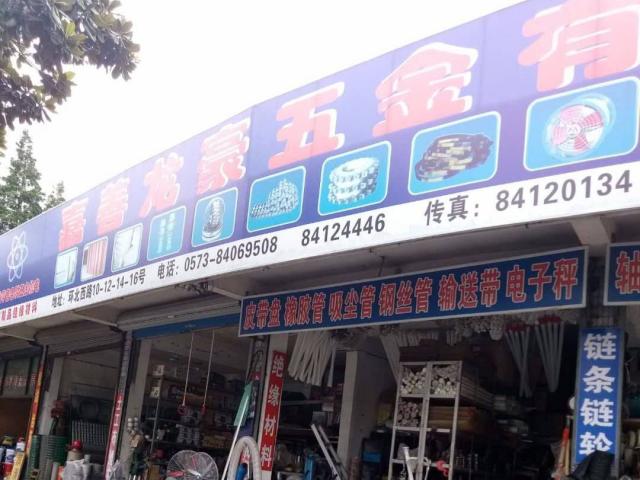 嘉善龙豪五金有
地址：环北西路10-12-14-16号 电话：0573-84069508 84124446 传真：84120134
皮带盘 橡胶管 吸尘管 钢丝管 输送带 电子秤
轴
绝缘材料
链条链轮